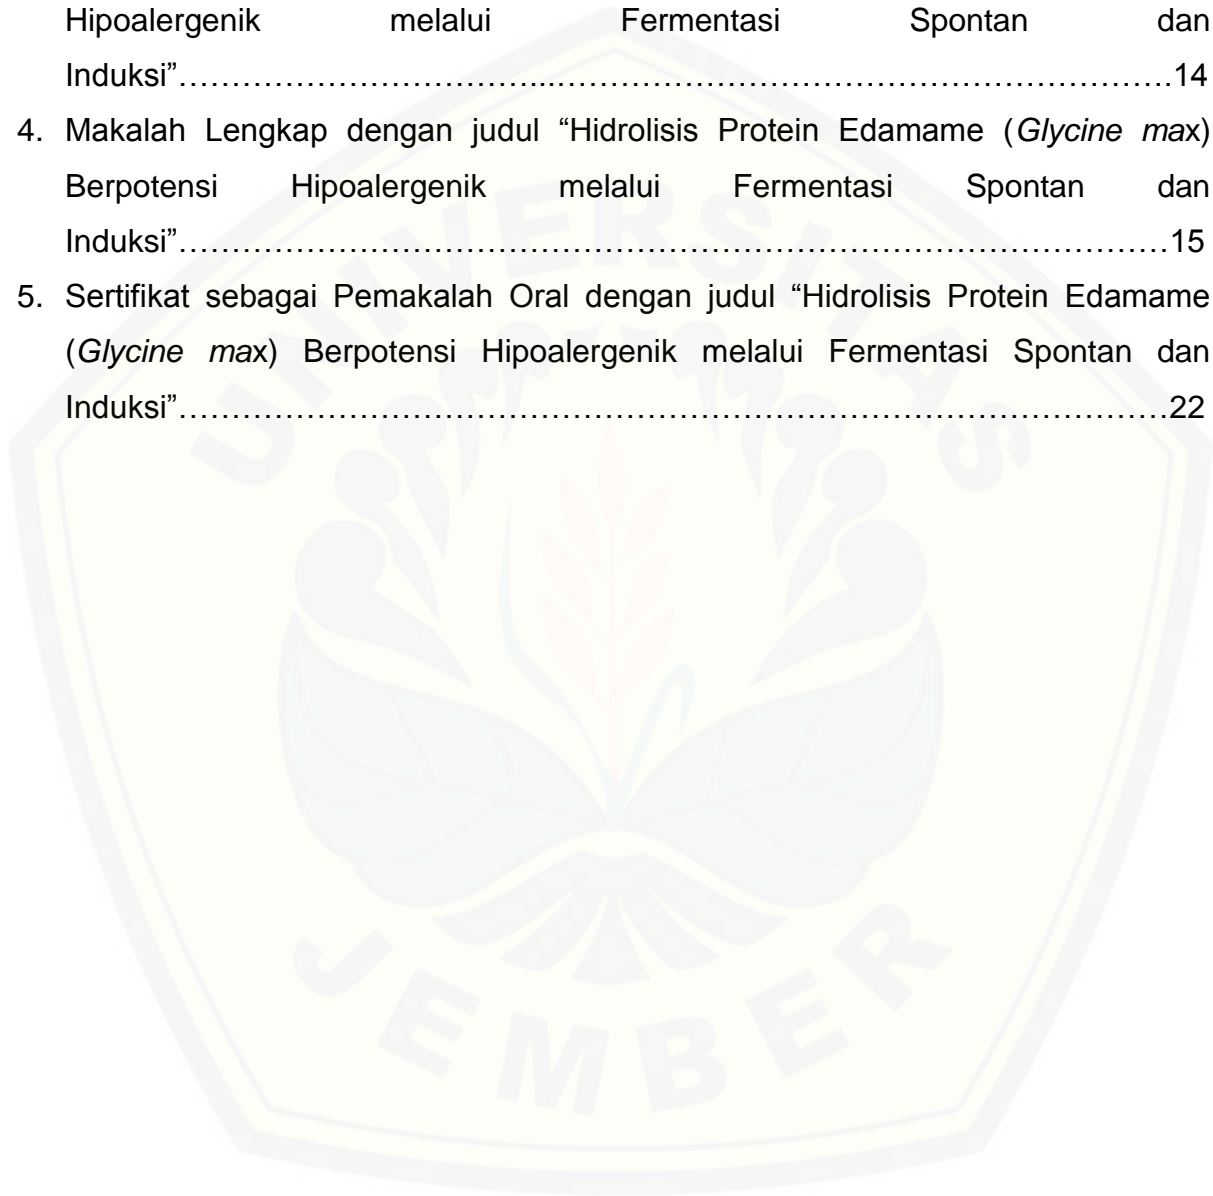 Hipoalergenik melalui Fermentasi Spontan dan
Induksi”……………………………...………………………………………………….14
4. Makalah Lengkap dengan judul “Hidrolisis Protein Edamame (Glycine max)
Berpotensi Hipoalergenik melalui Fermentasi Spontan dan
Induksi”…………………………………………………………………………………15
5. Sertifikat sebagai Pemakalah Oral dengan judul “Hidrolisis Protein Edamame
(Glycine max) Berpotensi Hipoalergenik melalui Fermentasi Spontan dan
Induksi”…………………………………………………………………………………22
UNIVERSITAS
JEMBER